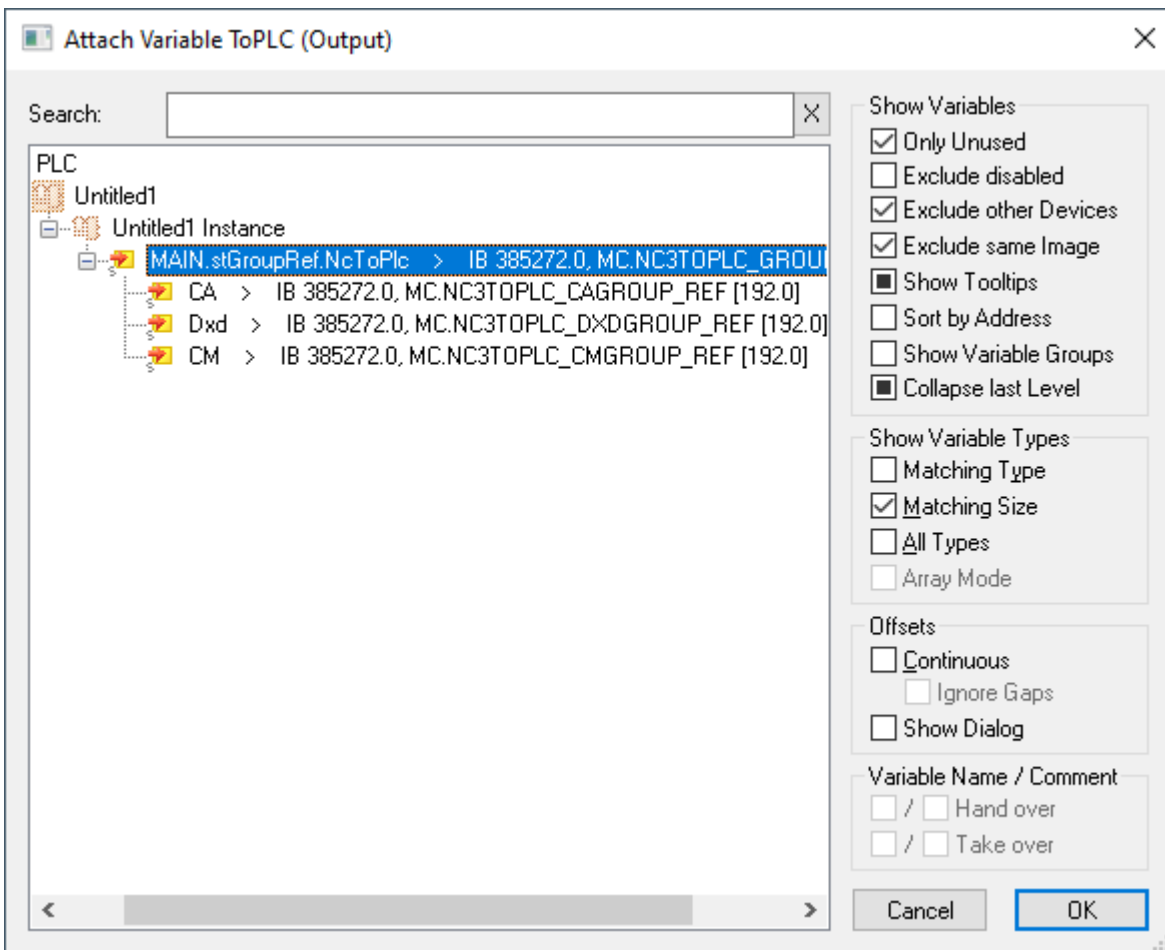 Attach Variable ToPLC (Output)
Search:
PLC
Untitled1
Untitled1 Instance
MAIN.stGroupRef.NcToPlc > IB 385272.0, MC.NC3TOPLC_GROU
CA > IB 385272.0, MC.NC3TOPLC_CAGROUP_REF [192.0]
Dxd > IB 385272.0, MC.NC3TOPLC_DXDGROUP_REF [192.0]
CM > IB 385272.0, MC.NC3TOPLC_CMGROUP_REF [192.0]
Show Variables
Only Unused
Exclude disabled
Exclude other Devices
Exclude same Image
Show Tooltips
Sort by Address
Show Variable Groups
Collapse last Level
Show Variable Types
Matching Type
Matching Size
All Types
Array Mode
Offsets
Continuous
Ignore Gaps
Show Dialog
Variable Name / Comment
/ Hand over
/ Take over
Cancel
OK